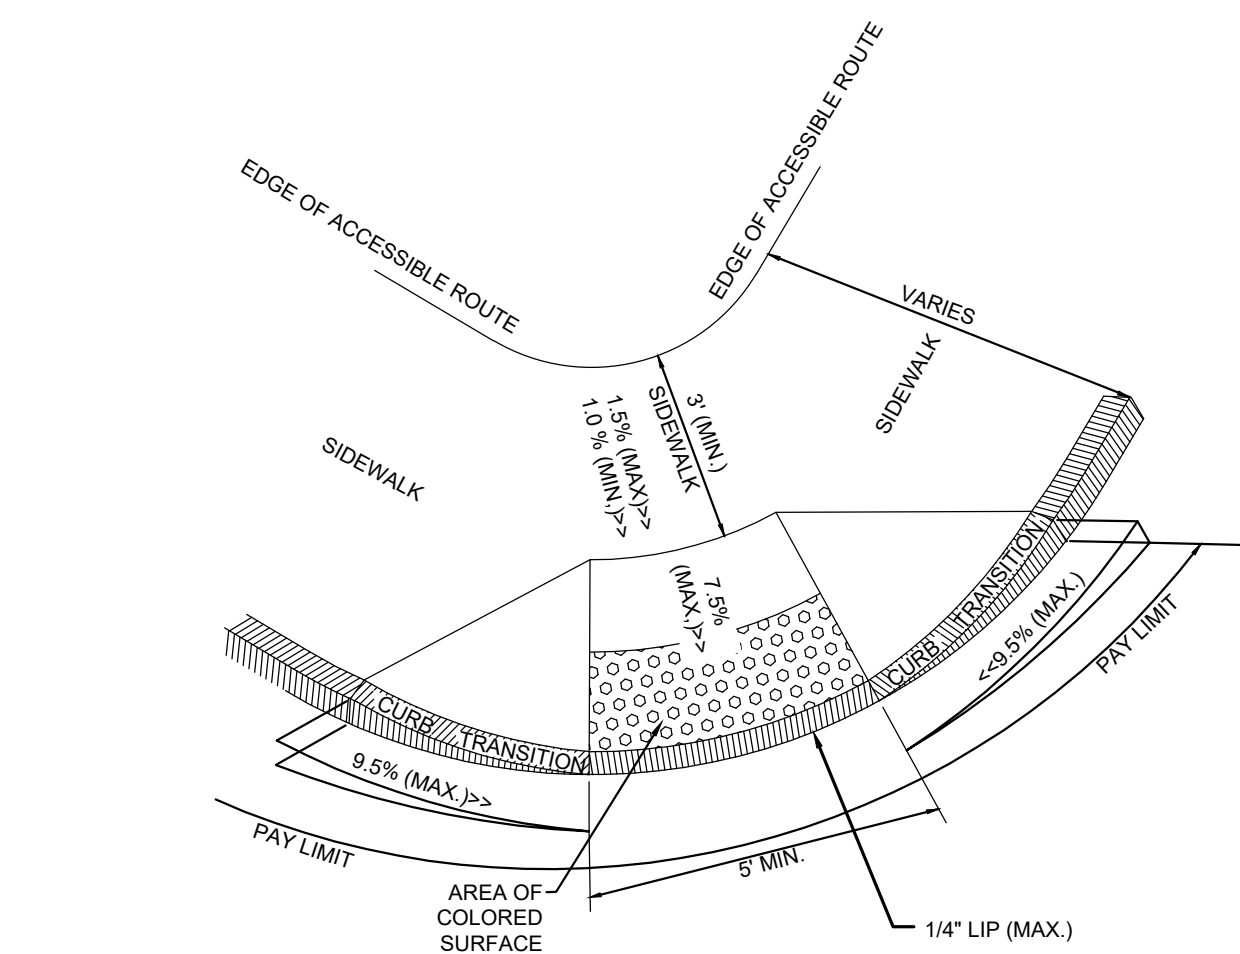 EDGE OF ACCESSIBLE ROUTE
EDGE OF ACCESSIBLE ROUTE
VARIES
SIDEWALK
SIDEWALK
3' (MIN.)
SIDEWALK
1.5% (MAX)>>
1.0 % (MIN,)>>
7.5%
(MAX,)>>
CURB TRANSITION
CURB TRANSITION
<<9.5% (MAX.)
9.5% (MAX.)>>
PAY LIMIT
PAY LIMIT
5' MIN.
AREA OF
COLORED
SURFACE
1/4" LIP (MAX.)